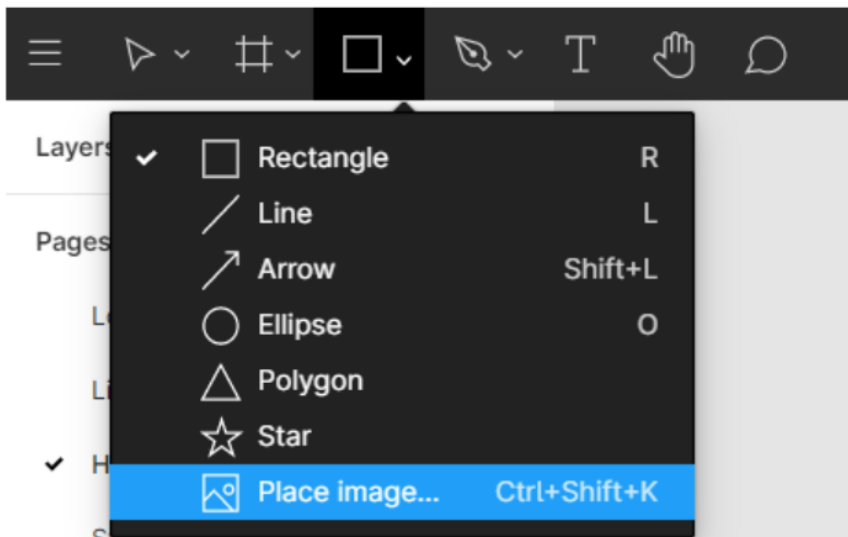 Layers
Rectangle R
Line L
Pages
Arrow Shift+L
Ellipse O
Polygon
Star
Place image... Ctrl+Shift+K